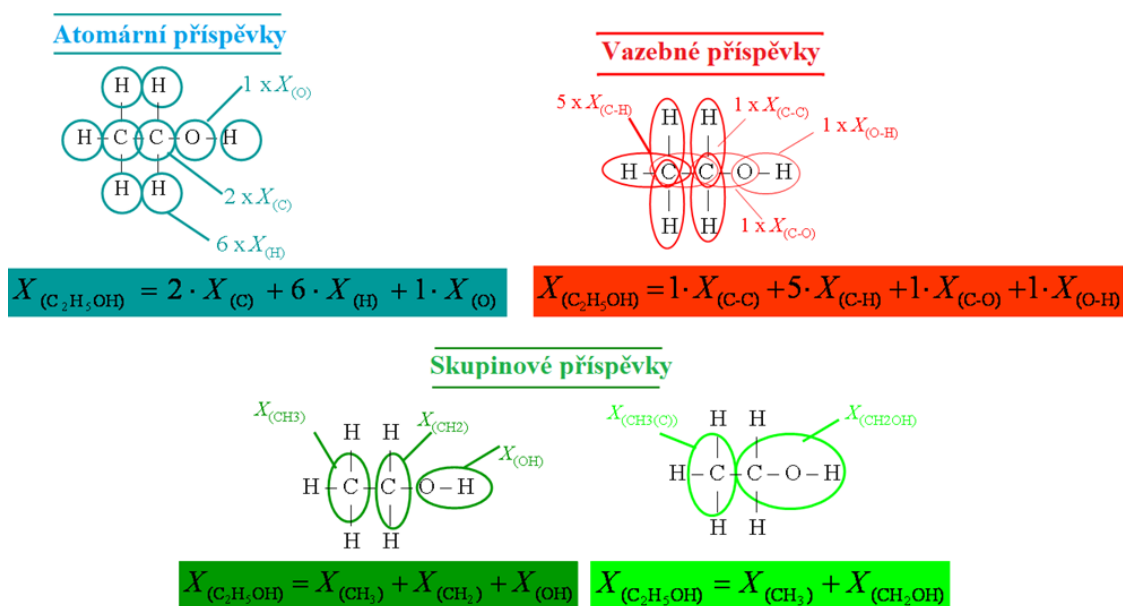 Atomární příspěvky
H H
1 x X(O)
H-C-C-O-H
H H
2 x X(C)
6 x X(H)
X(C₂H₅OH) = 2· X(C) + 6· X(H) + 1· X(O)
Vazebné příspěvky
5 x X(C-H)
H H
1 x X(C-C)
1 x X(O-H)
H-C-C-O-H
H H
1 x X(C-O)
X(C₂H₅OH) = 1· X(C-C) + 5· X(C-H) + 1· X(C-O) + 1· X(O-H)
Skupinové příspěvky
X(CH3)
H H
X(CH2)
X(OH)
H-C-C-O-H
H H
X(C₂H₅OH) = X(CH₃) + X(CH₂) + X(OH)
X(CH3(C))
H H
X(CH2OH)
H-C-C-O-H
H H
X(C₂H₅OH) = X(CH₃) + X(CH₂OH)